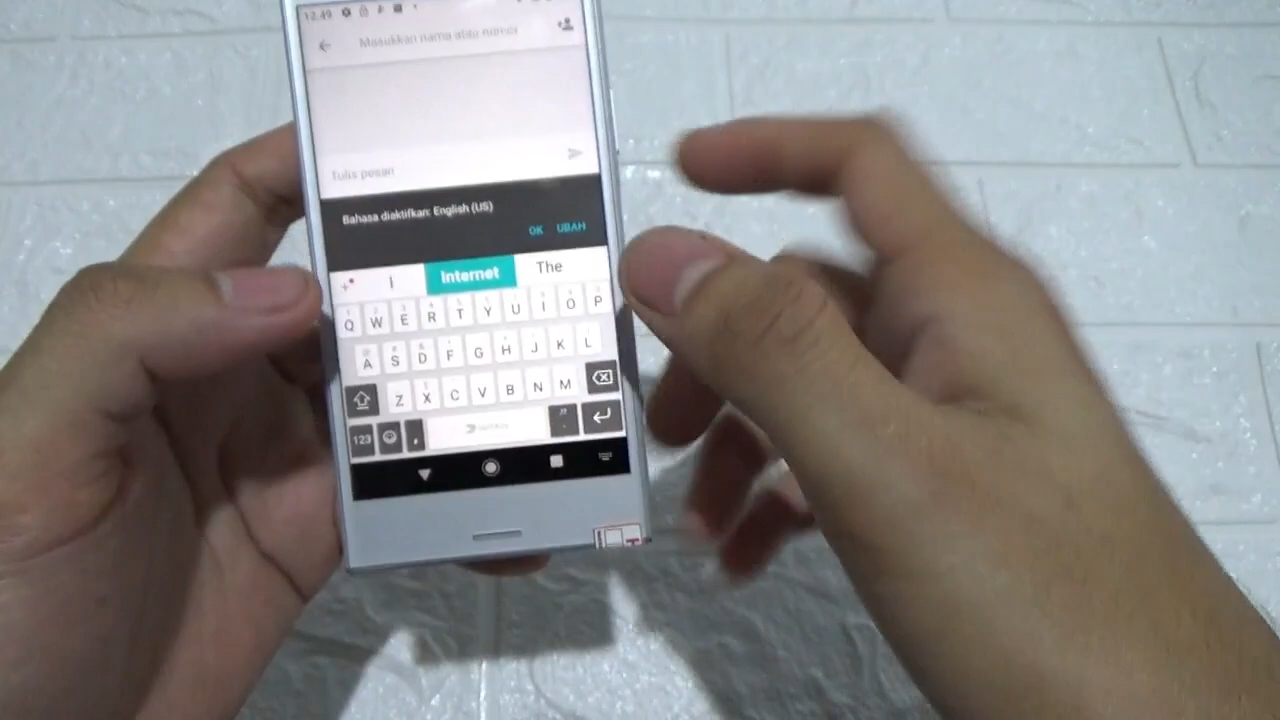 12.49
Masukkan nama atau nomor
Tulis pesan
Bahasa diaktifkan: English (US)
OK UBAH
I Internet The
Q W E R T Y U I O P
A S D F G H J K L
Z X C V B N M
123 , .